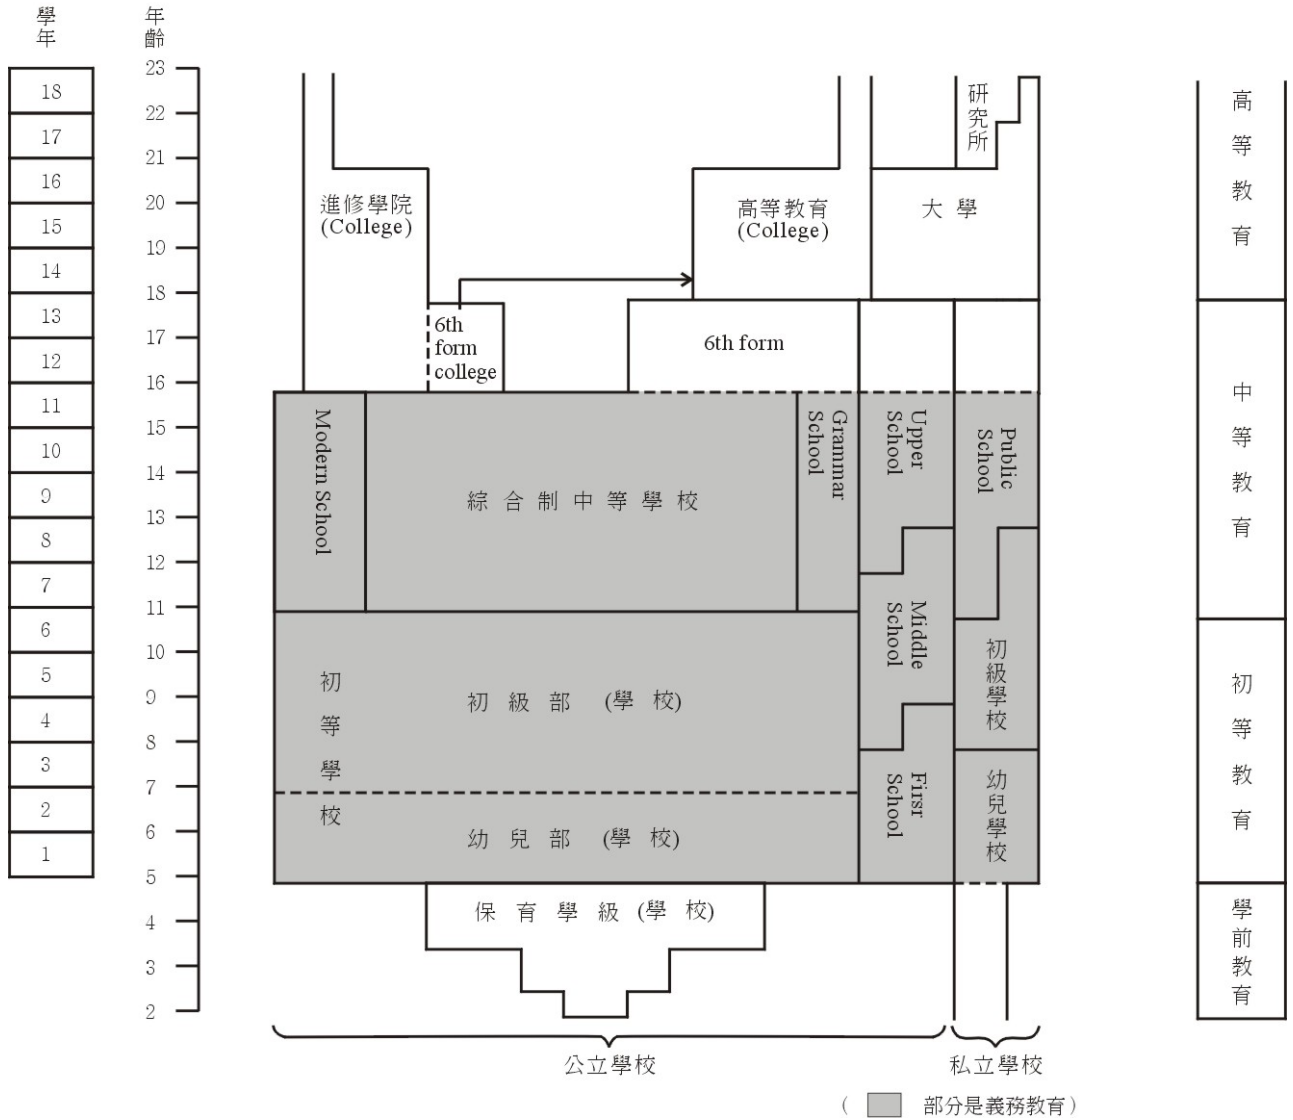 學年
年齡
18
17
16
15
14
13
12
11
10
9
8
7
6
5
4
3
2
1
23
22
21
20
19
18
17
16
15
14
13
12
11
10
9
8
7
6
5
4
3
2
進修學院
(College)
高等教育
(College)
大學
研究所
6th
form
college
6th form
Modern School
綜合制中等學校
Grammar
School
Upper
School
Public
School
Middle
School
初等學校
初級部 (學校)
初級學校
幼兒部 (學校)
Firsr
School
幼兒學校
保育學級 (學校)
高等教育
中等教育
初等教育
學前教育
公立學校
私立學校
( 部分是義務教育)